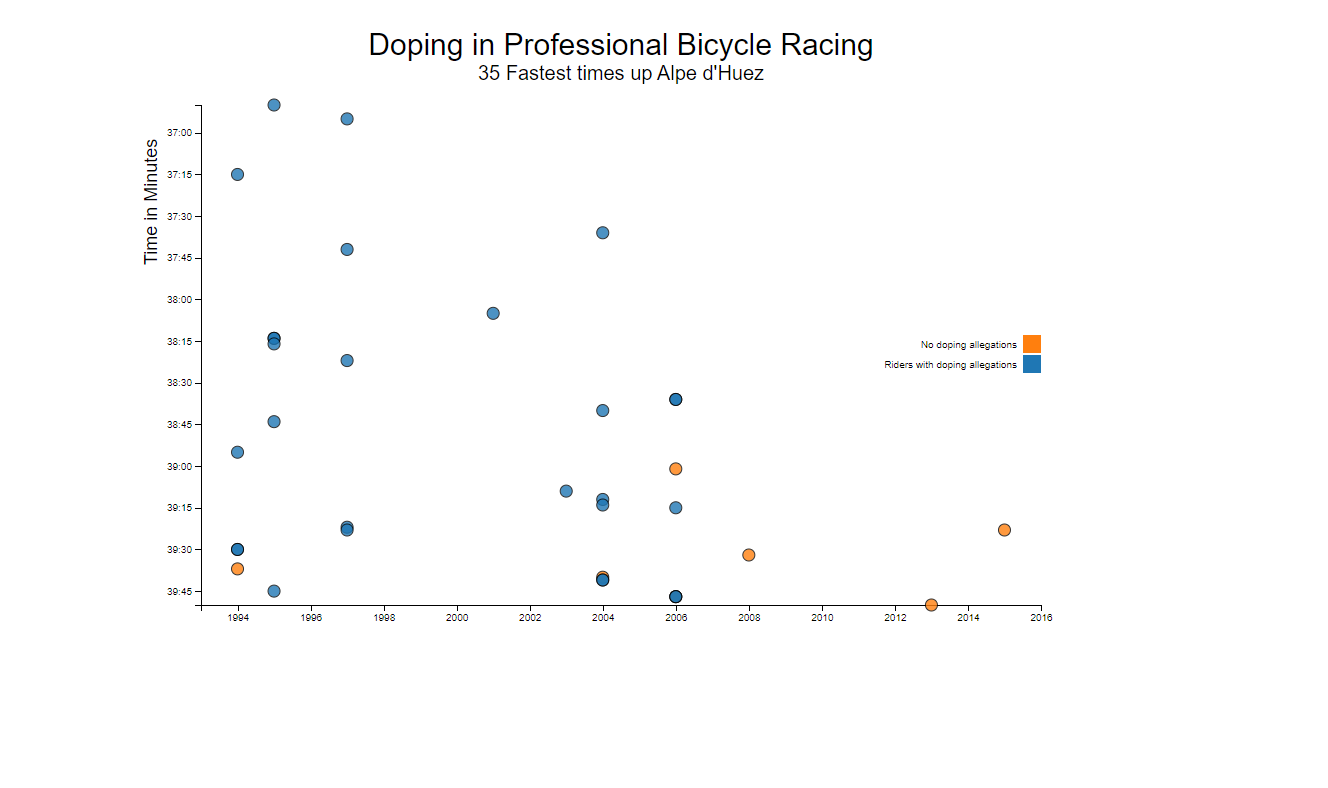 Doping in Professional Bicycle Racing
35 Fastest times up Alpe d'Huez
Time in Minutes
37:00
37:15
37:30
37:45
38:00
38:15
38:30
38:45
39:00
39:15
39:30
39:45
No doping allegations
Riders with doping allegations
1994 1996 1998 2000 2002 2004 2006 2008 2010 2012 2014 2016